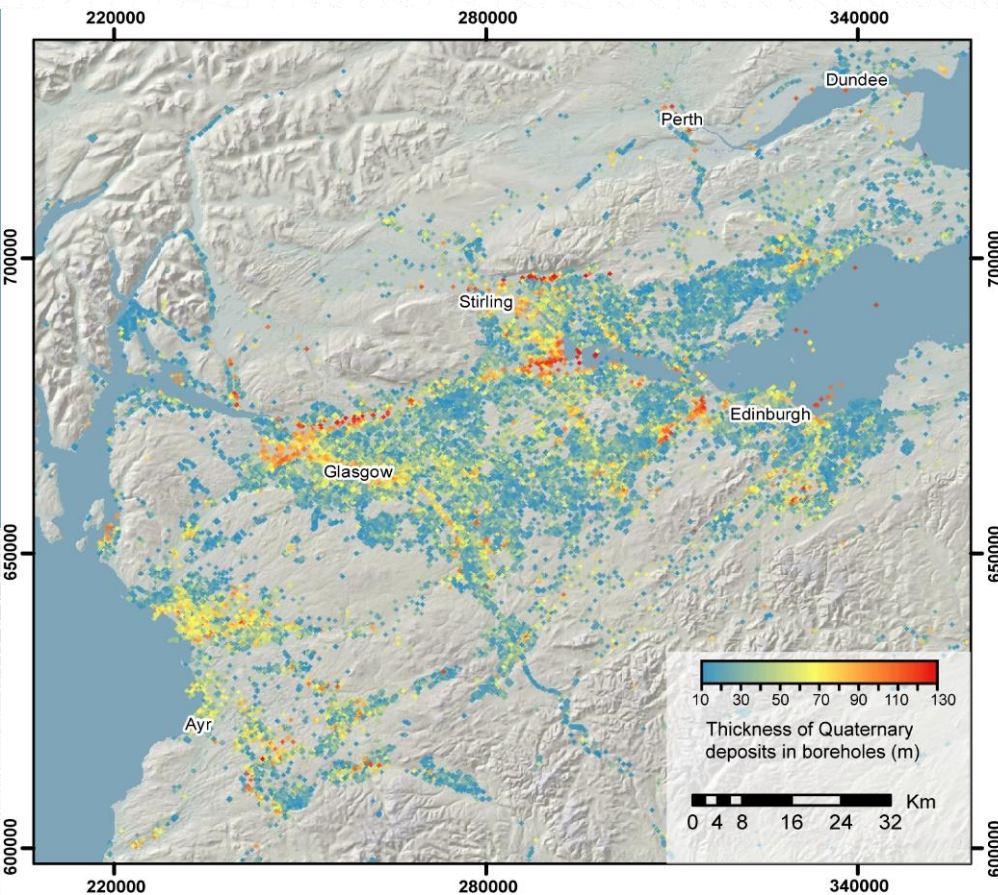 220000 280000 340000
Dundee
Perth
700000 700000
Stirling
Edinburgh
Glasgow
650000 650000
Ayr
10 30 50 70 90 110 130
Thickness of Quaternary
deposits in boreholes (m)
Km
0 4 8 16 24 32
600000 600000
220000 280000 340000